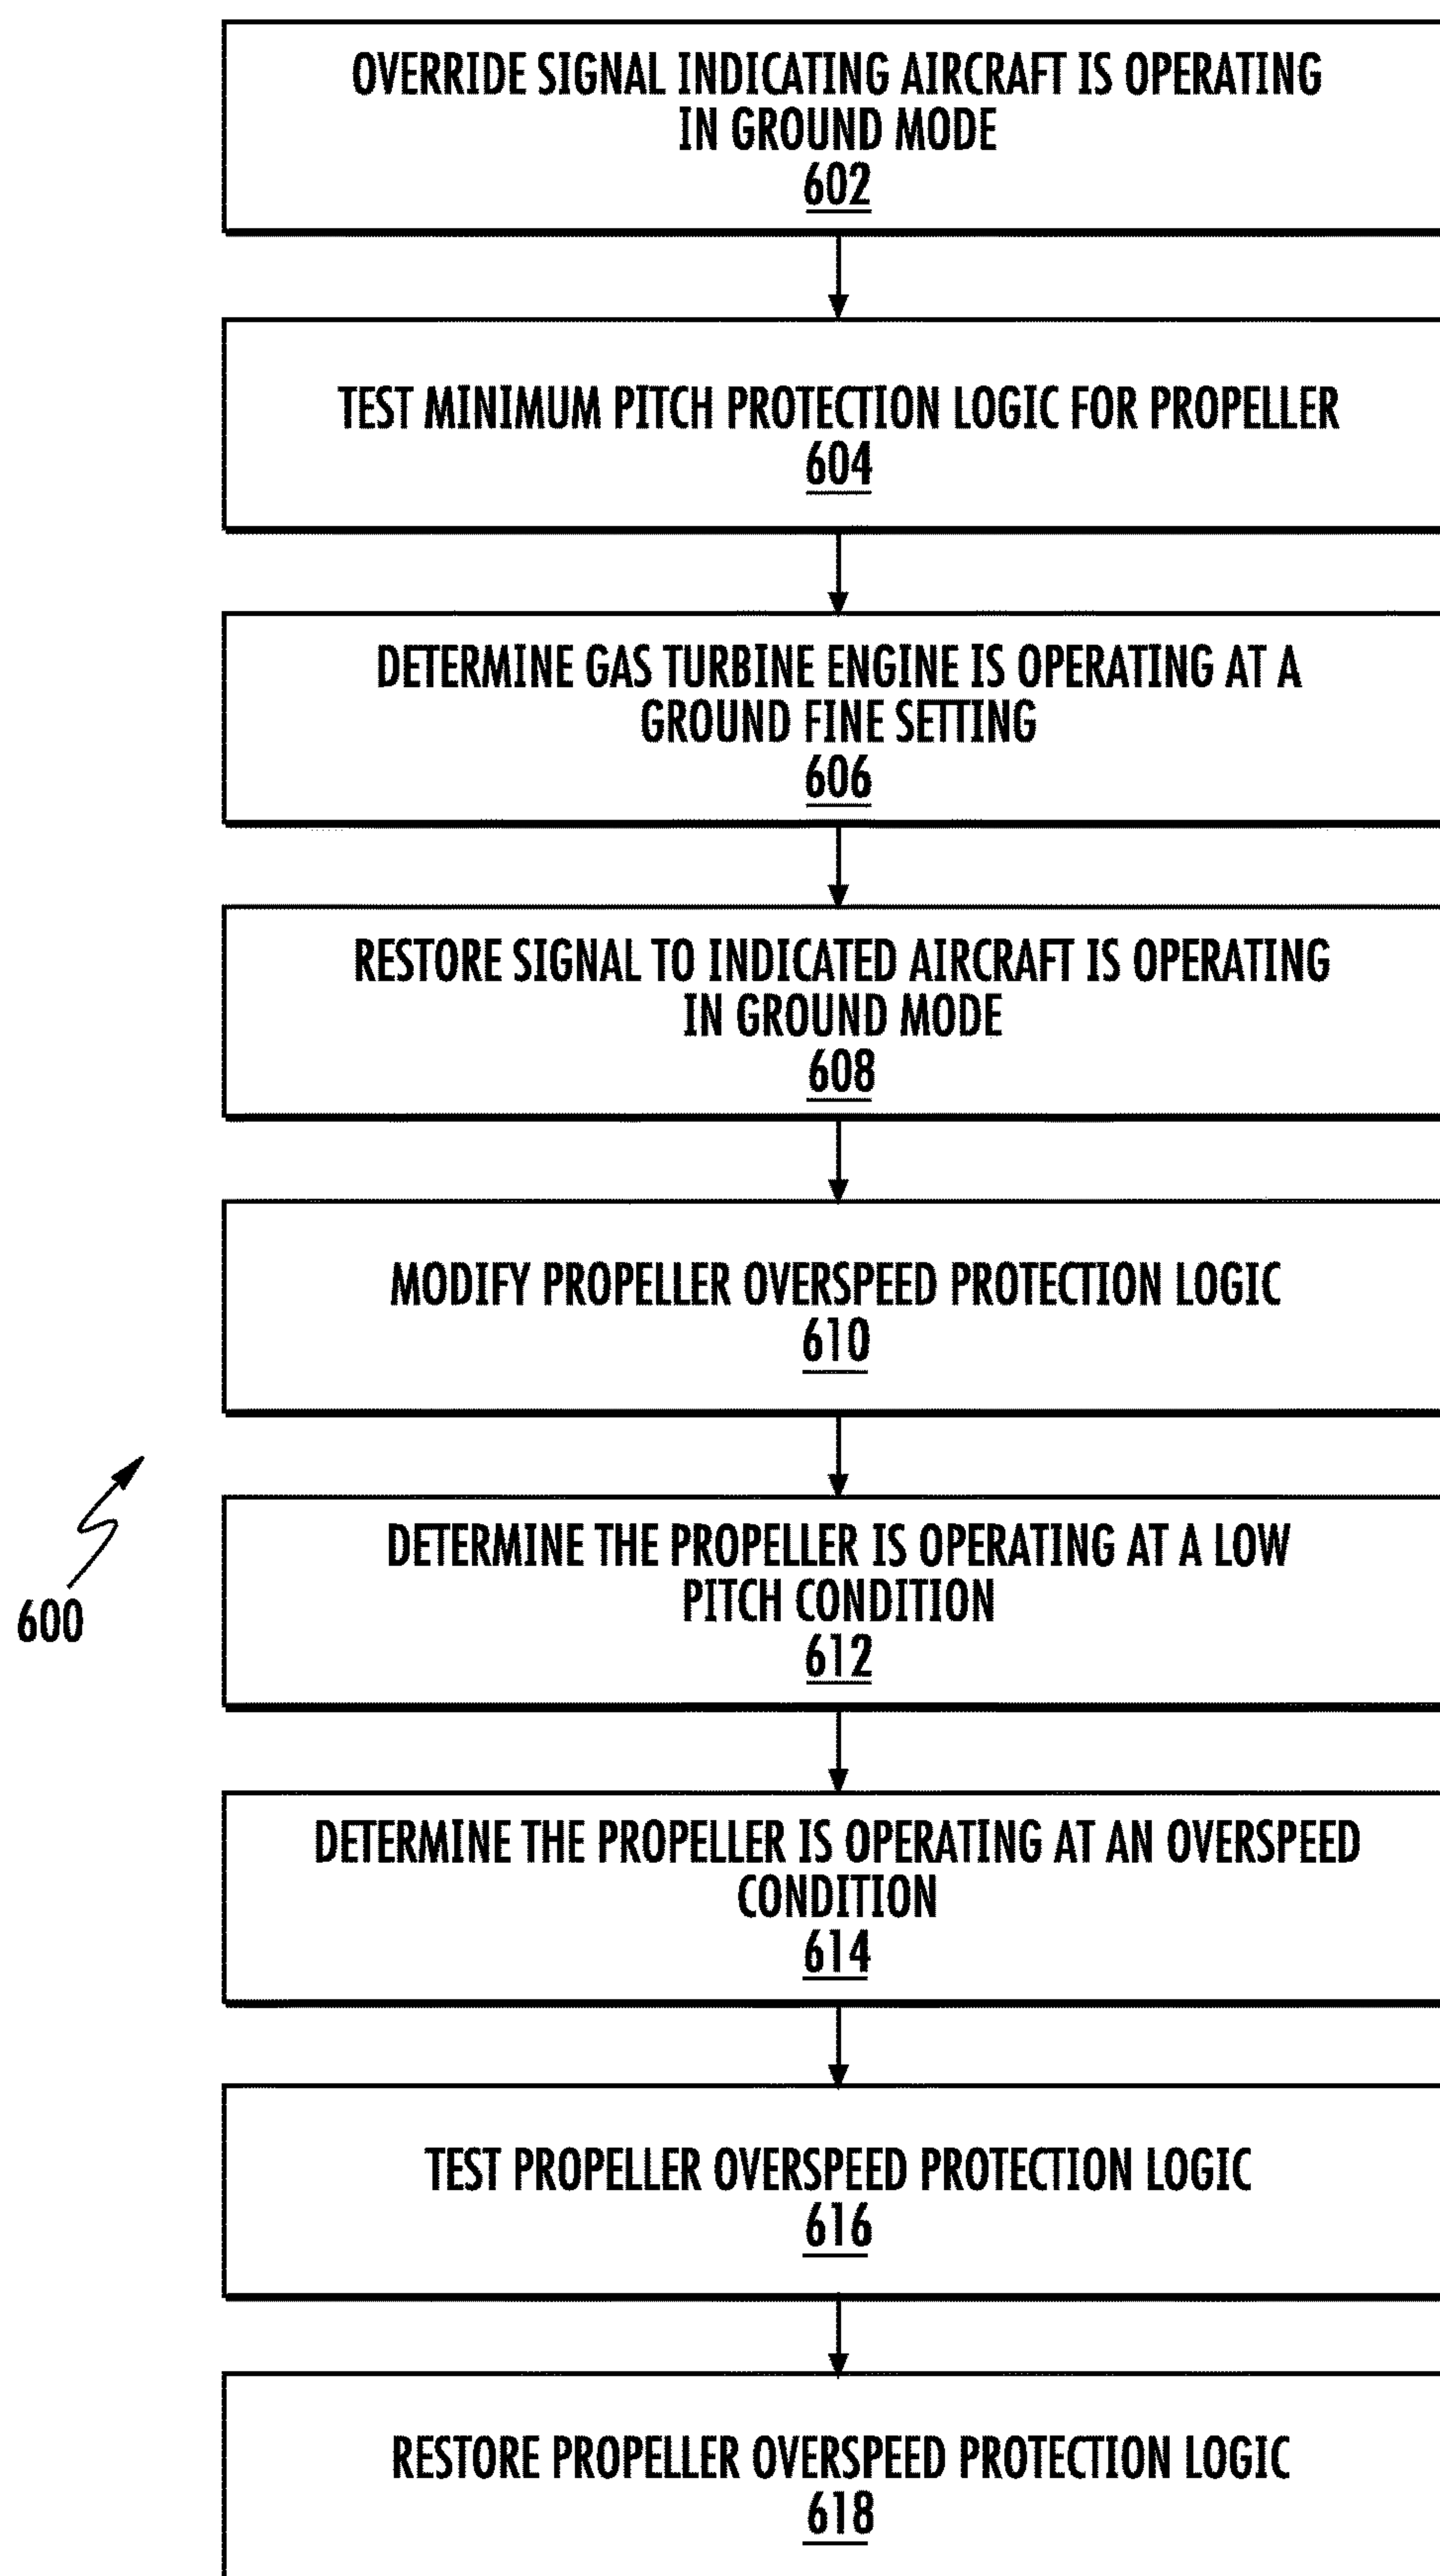 OVERRIDE SIGNAL INDICATING AIRCRAFT IS OPERATING
IN GROUND MODE
602
TEST MINIMUM PITCH PROTECTION LOGIC FOR PROPELLER
604
DETERMINE GAS TURBINE ENGINE IS OPERATING AT A
GROUND FINE SETTING
606
RESTORE SIGNAL TO INDICATED AIRCRAFT IS OPERATING
IN GROUND MODE
608
MODIFY PROPELLER OVERSPEED PROTECTION LOGIC
610
DETERMINE THE PROPELLER IS OPERATING AT A LOW
PITCH CONDITION
612
600
DETERMINE THE PROPELLER IS OPERATING AT AN OVERSPEED
CONDITION
614
TEST PROPELLER OVERSPEED PROTECTION LOGIC
616
RESTORE PROPELLER OVERSPEED PROTECTION LOGIC
618